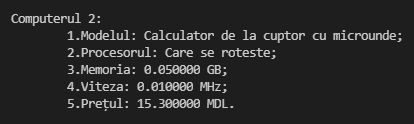 Computerul 2:
1.Modelul: Calculator de la cuptor cu microunde;
2.Procesorul: Care se roteste;
3.Memoria: 0.050000 GB;
4.Viteza: 0.010000 MHz;
5.Prețul: 15.300000 MDL.